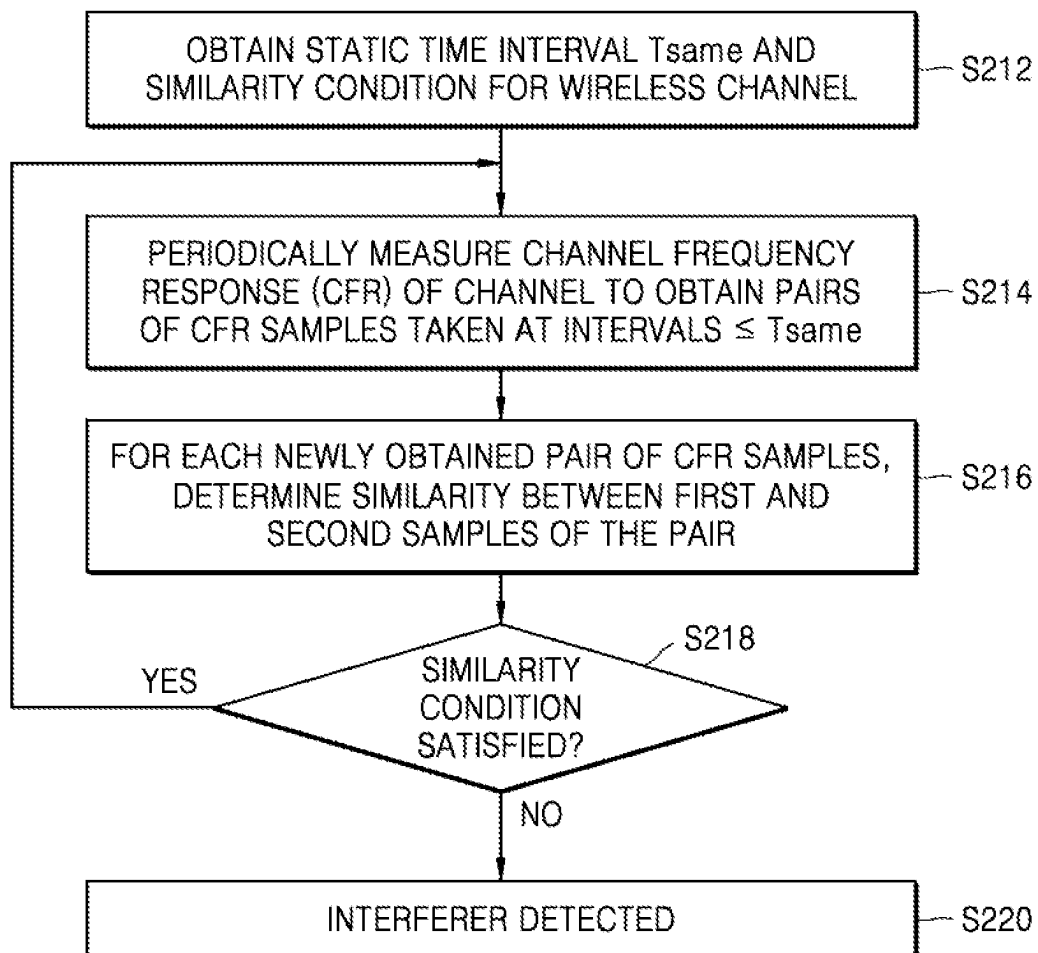 OBTAIN STATIC TIME INTERVAL Tsame AND
SIMILARITY CONDITION FOR WIRELESS CHANNEL
S212
PERIODICALLY MEASURE CHANNEL FREQUENCY
RESPONSE (CFR) OF CHANNEL TO OBTAIN PAIRS
OF CFR SAMPLES TAKEN AT INTERVALS ≤ Tsame
S214
FOR EACH NEWLY OBTAINED PAIR OF CFR SAMPLES,
DETERMINE SIMILARITY BETWEEN FIRST AND
SECOND SAMPLES OF THE PAIR
S216
S218
YES
SIMILARITY
CONDITION
SATISFIED?
NO
INTERFERER DETECTED
S220